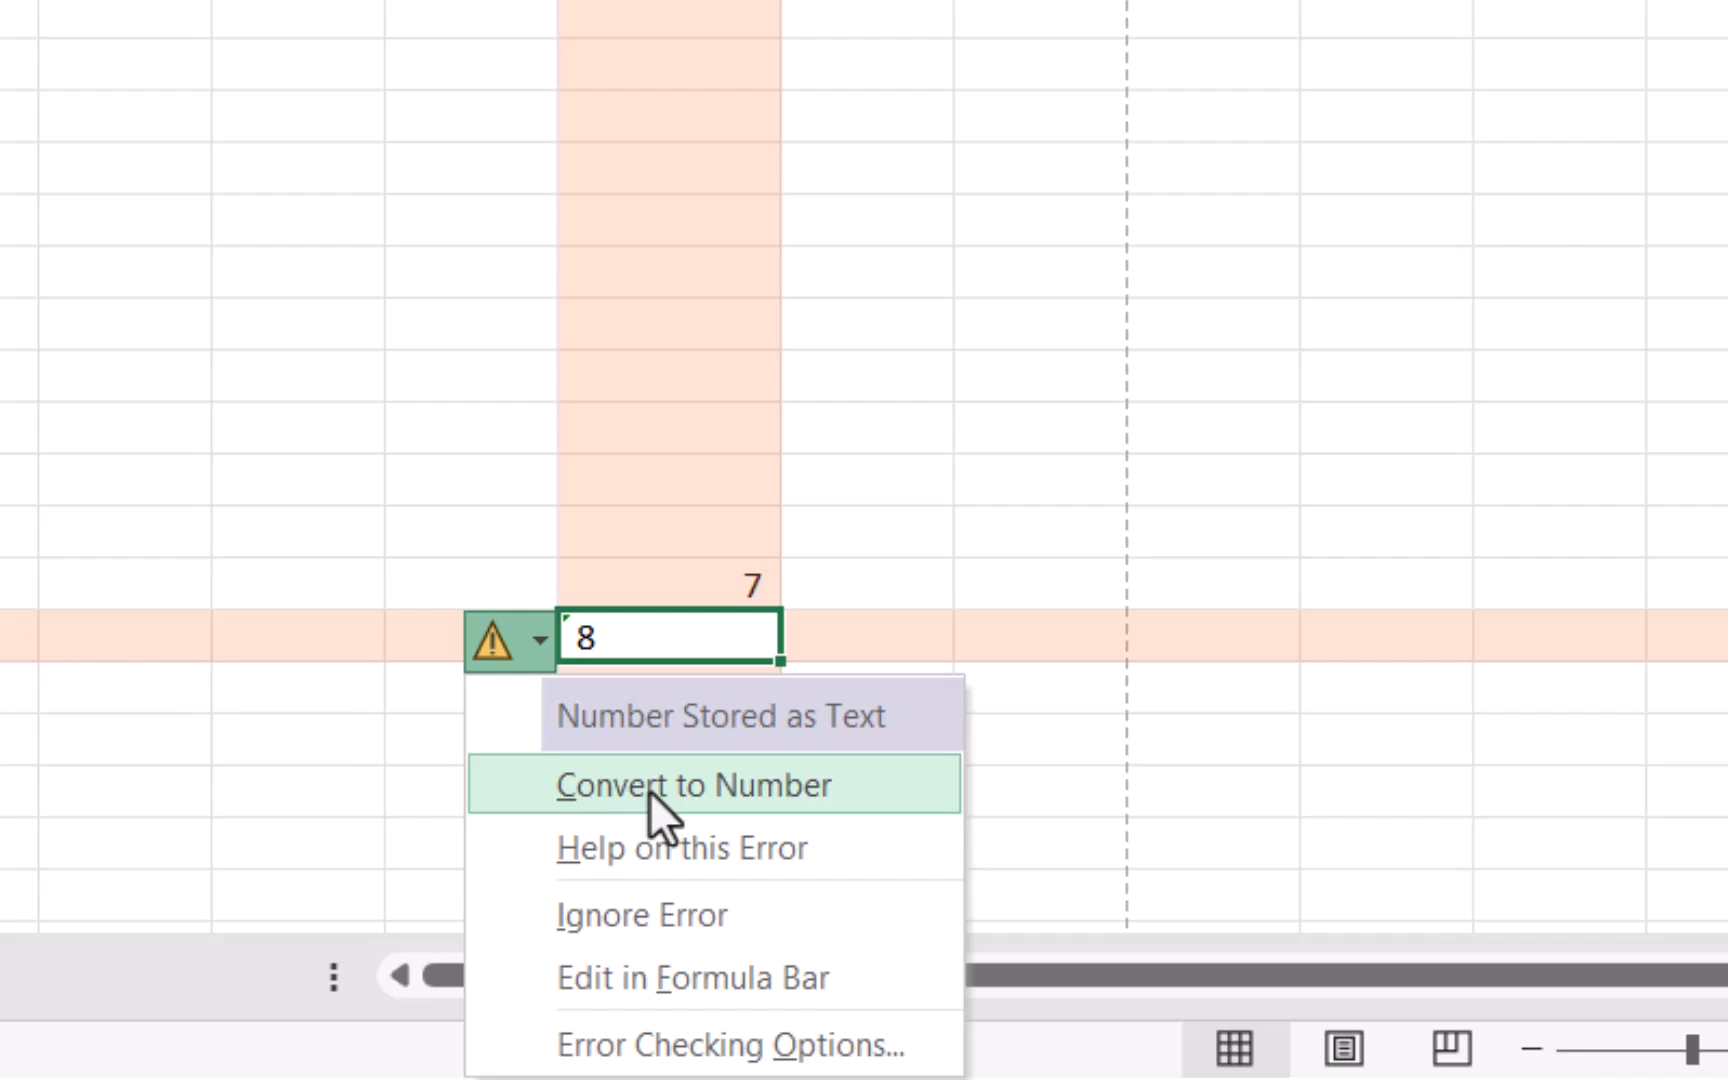 7
8
Number Stored as Text
Convert to Number
Help on this Error
Ignore Error
Edit in Formula Bar
Error Checking Options...